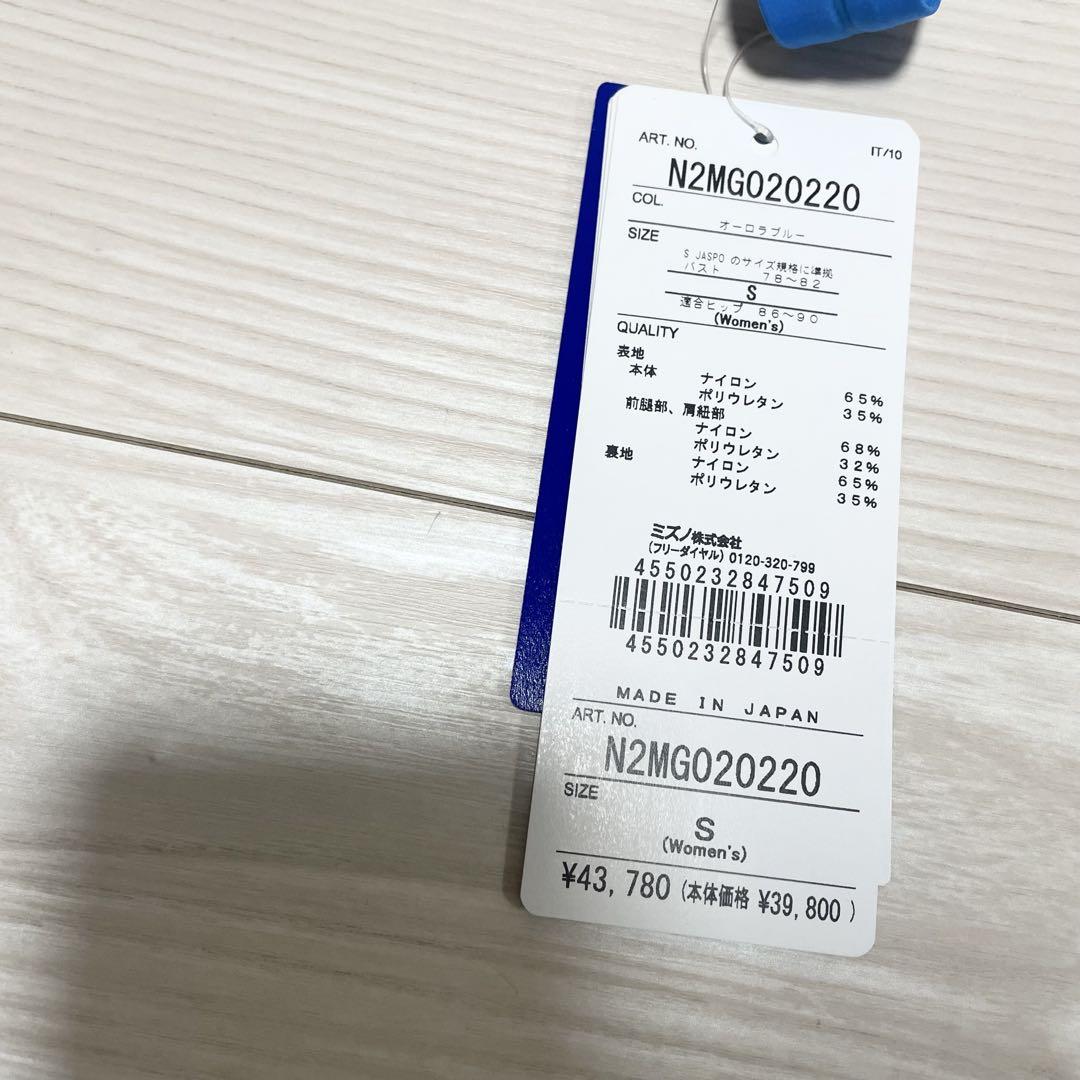 ART. NO.
IT/10
N2MG020220
COL.
オーロラブルー
SIZE
S JASPO のサイズ規格に準拠
バスト 78~82
S
適合ヒップ 86~90
(Women's)
QUALITY
表地
本体
ナイロン 65%
ポリウレタン 35%
前腿部、肩紐部
ナイロン 68%
ポリウレタン 32%
裏地
ナイロン 65%
ポリウレタン 35%
ミズノ株式会社
(フリーダイヤル) 0120-320-799
4550232847509
4550232847509
MADE IN JAPAN
ART. NO.
N2MG020220
SIZE
S
(Women's)
¥43,780 (本体価格 ¥39,800 )